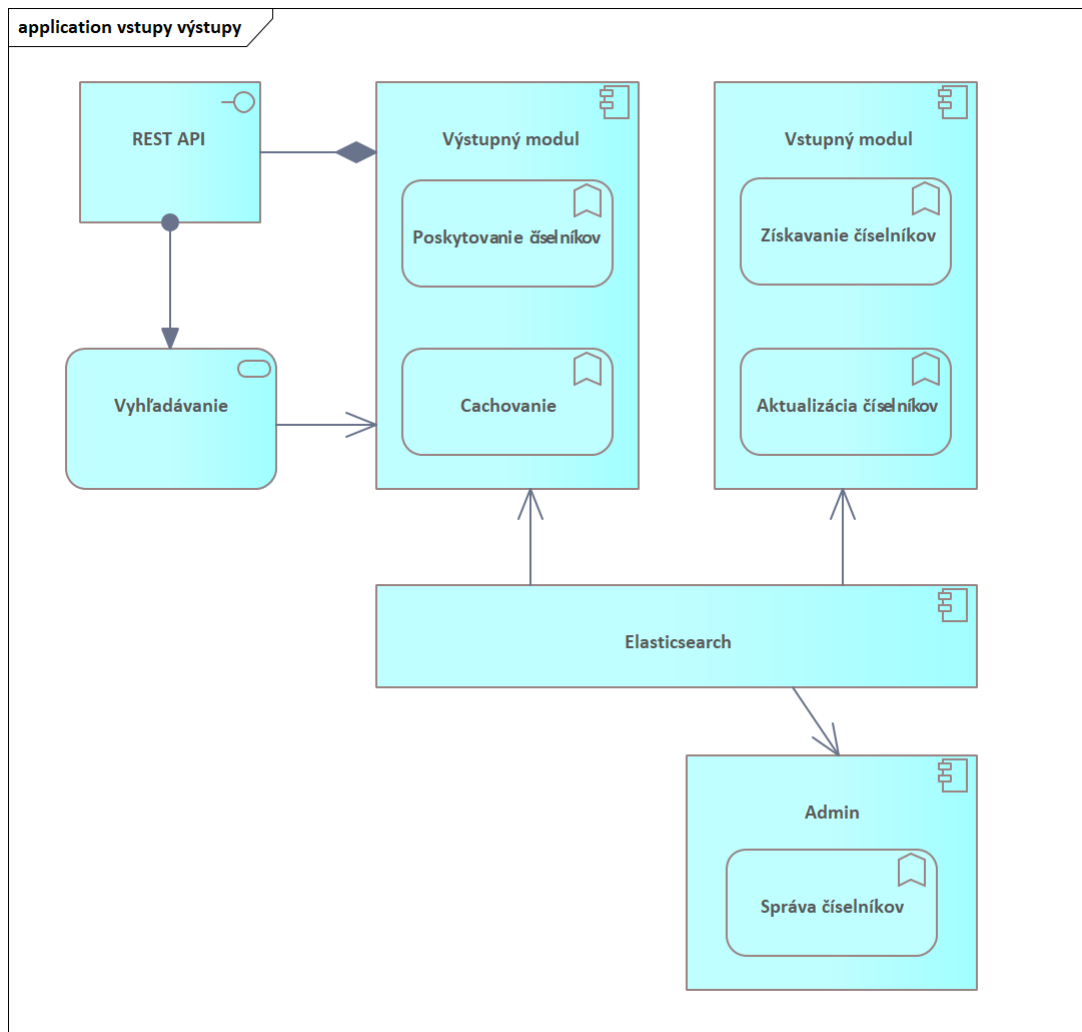 application vstupy výstupy
REST API
Výstupný modul
Vstupný modul
Poskytovanie číselníkov
Získavanie číselníkov
Vyhľadávanie
Cachovanie
Aktualizácia číselníkov
Elasticsearch
Admin
Správa číselníkov